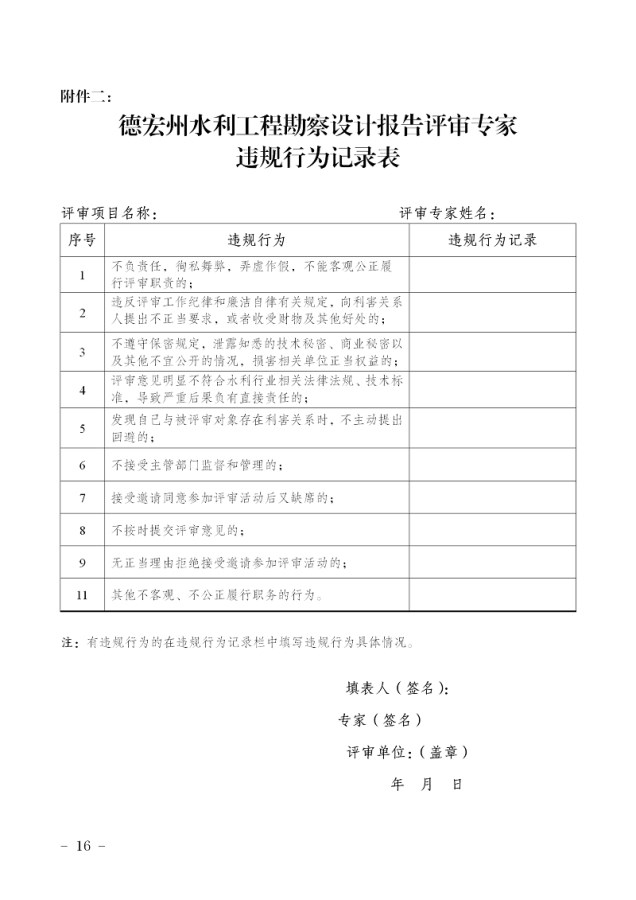 附件二：
德宏州水利工程勘察设计报告评审专家
违规行为记录表
评审项目名称： 评审专家姓名：
序号 违规行为 违规行为记录
1 不负责任，徇私舞弊，弄虚作假，不能客观公正履
行评审职责的；
2 违反评审工作纪律和廉洁自律有关规定，向利害关系
人提出不正当要求，或者收受财物及其他好处的；
3 不遵守保密规定，泄露知悉的技术秘密、商业秘密以
及其他不宜公开的情况，损害相关单位正当权益的；
4 评审意见明显不符合水利行业相关法律法规、技术标
准，导致严重后果负有直接责任的；
5 发现自己与被评审对象存在利害关系时，不主动提出
回避的；
6 不接受主管部门监督和管理的；
7 接受邀请同意参加评审活动后又缺席的；
8 不按时提交评审意见的；
9 无正当理由拒绝接受邀请参加评审活动的；
11 其他不客观、不公正履行职务的行为。
注：有违规行为的在违规行为记录栏中填写违规行为具体情况。
填表人（签名）：
专家（签名）
评审单位：（盖章）
年 月 日
－ 16 －